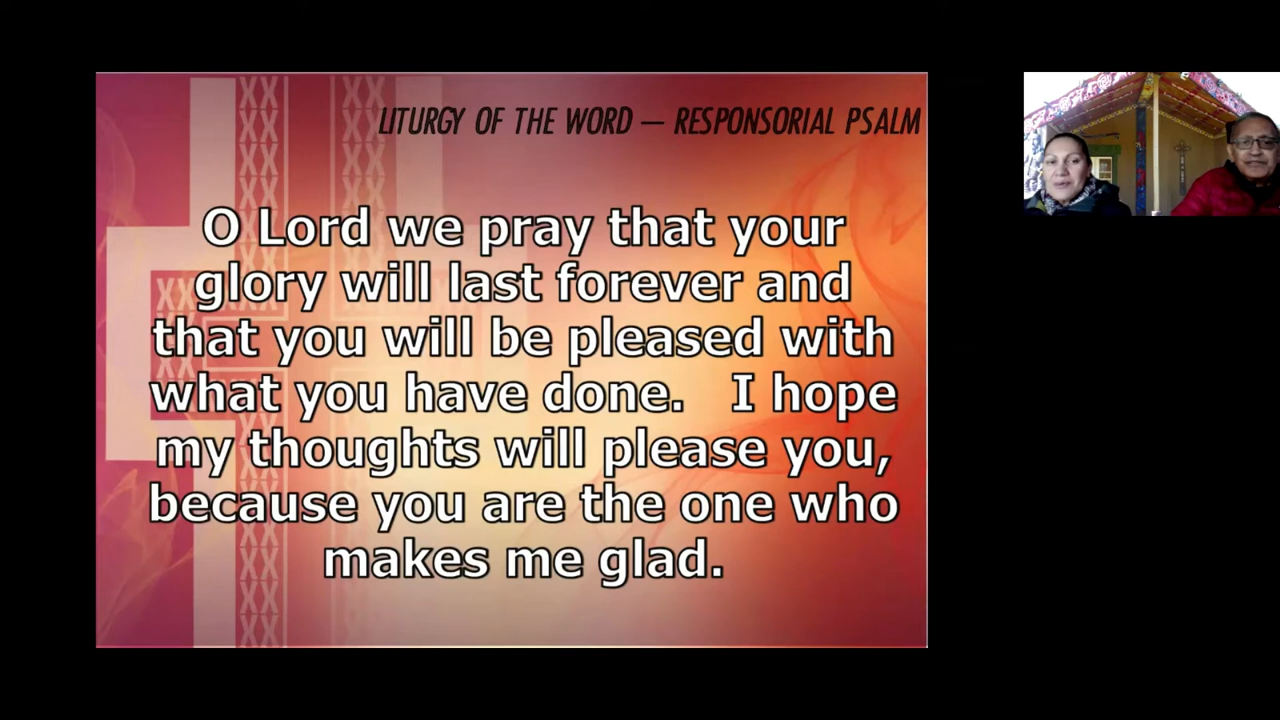 LITURGY OF THE WORD – RESPONSORIAL PSALM
O Lord we pray that your
glory will last forever and
that you will be pleased with
what you have done. I hope
my thoughts will please you,
because you are the one who
makes me glad.